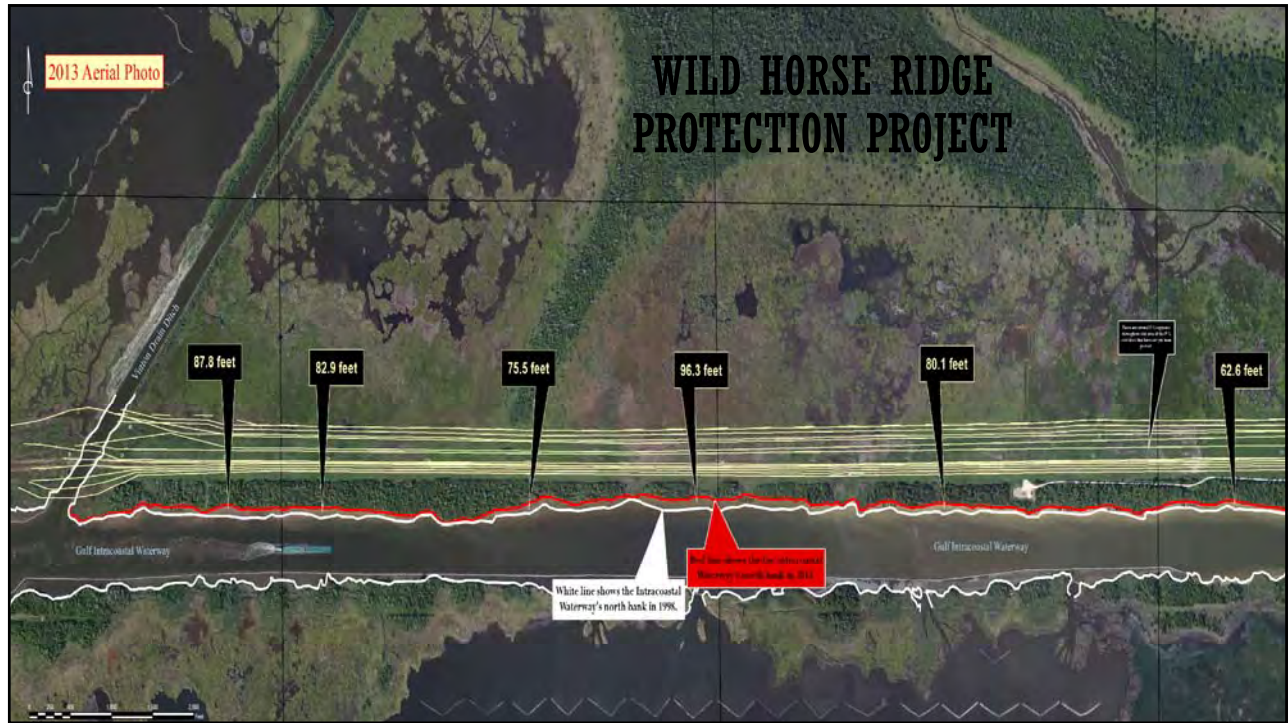 2013 Aerial Photo
WILD HORSE RIDGE
PROTECTION PROJECT
Vinton Drain Ditch
87.8 feet
82.9 feet
75.5 feet
96.3 feet
80.1 feet
62.6 feet
Gulf Intracoastal Waterway
Gulf Intracoastal Waterway
Red line shows the
Waterway's north bank in
White line shows the Intracoastal
Waterway's north bank in 1998.
Feet